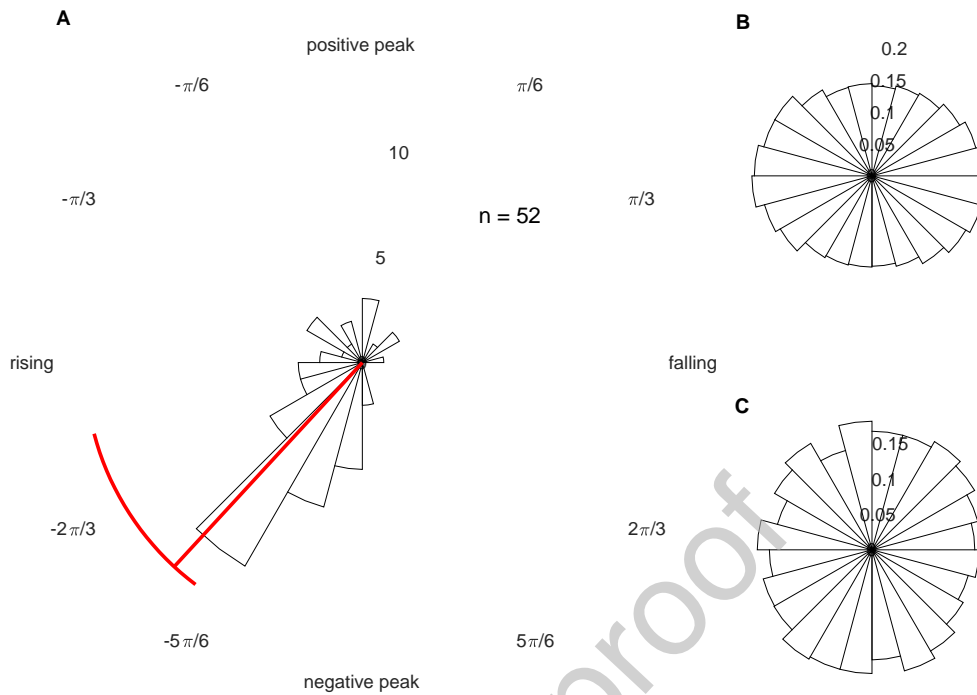 A
positive peak
-π/6
π/6
10
-π/3
n = 52
π/3
5
rising
falling
-2π/3
2π/3
-5π/6
5π/6
negative peak
B
0.2
0.15
0.1
0.05
C
0.15
0.1
0.05
proof